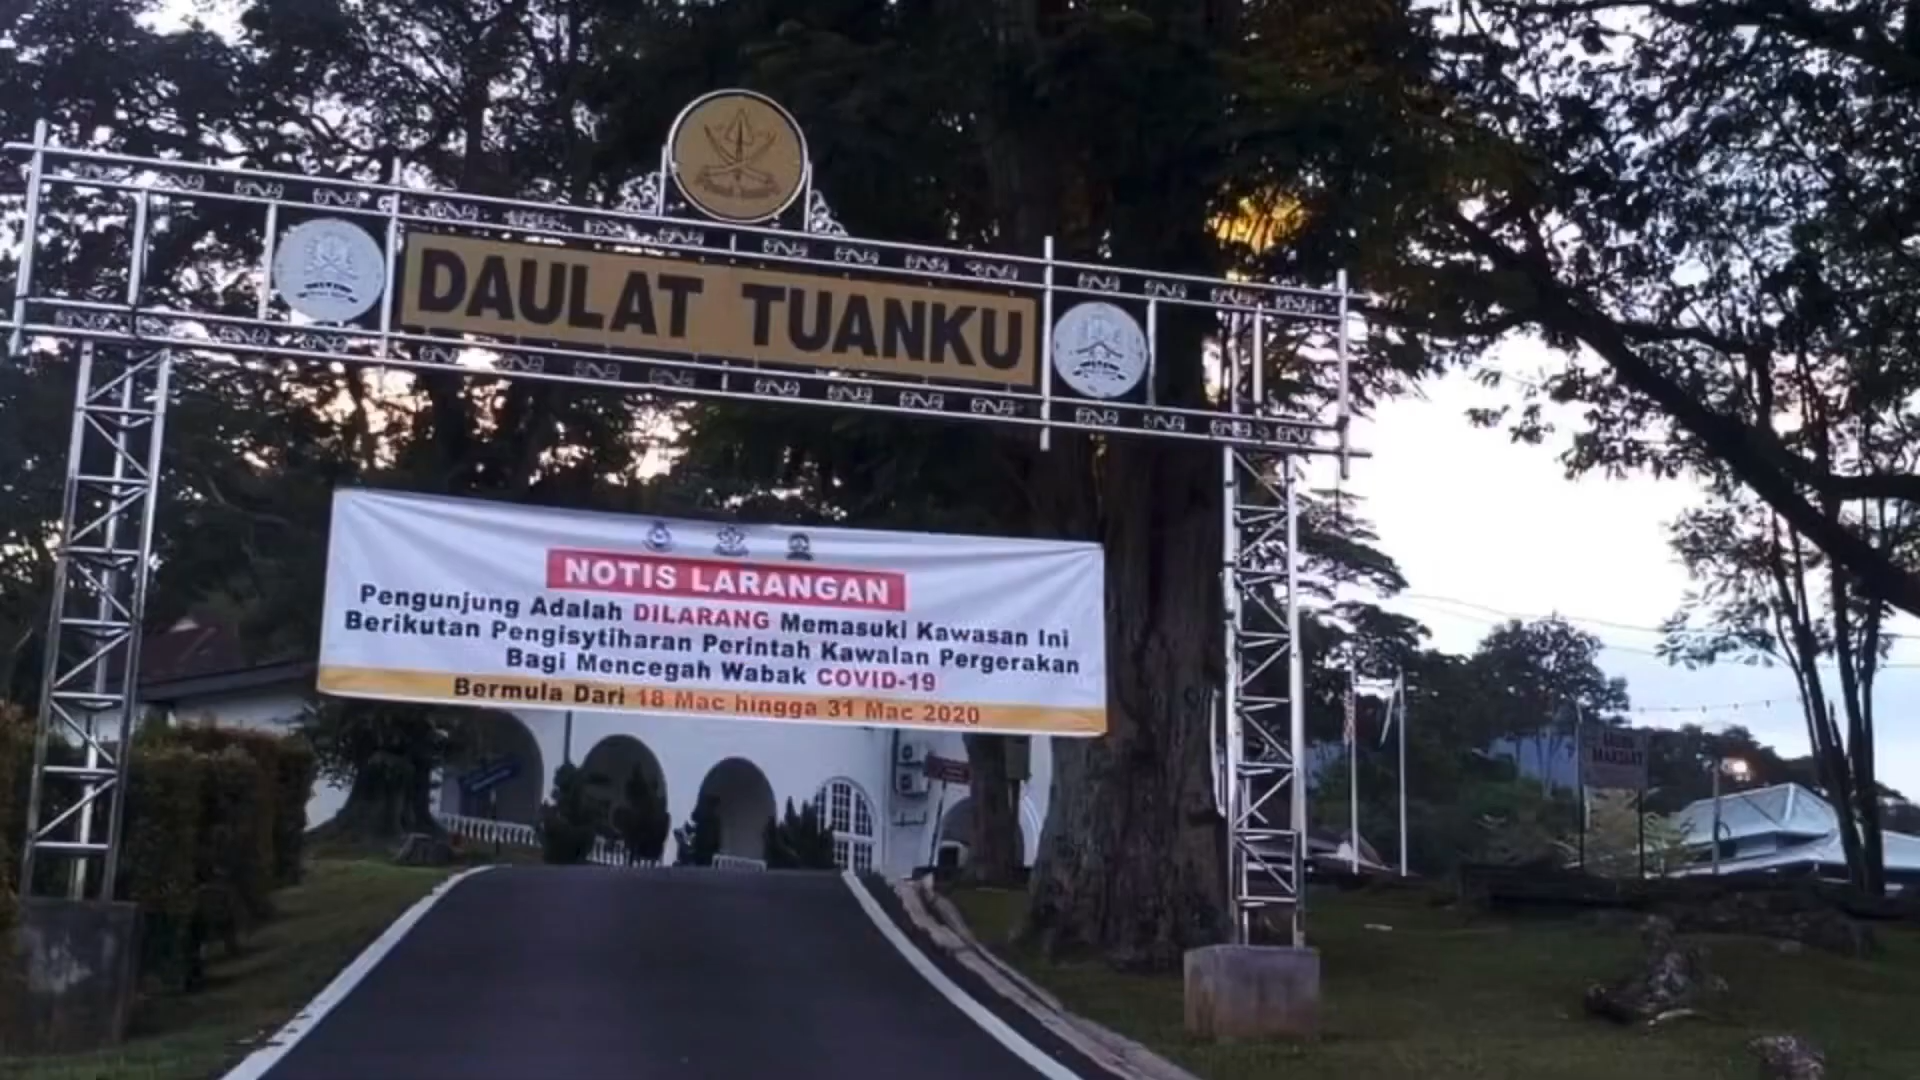 DAULAT TUANKU
NOTIS LARANGAN
Pengunjung Adalah DILARANG Memasuki Kawasan Ini
Berikutan Pengisytiharan Perintah Kawalan Pergerakan
Bagi Mencegah Wabak COVID-19
Bermula Dari 18 Mac hingga 31 Mac 2020